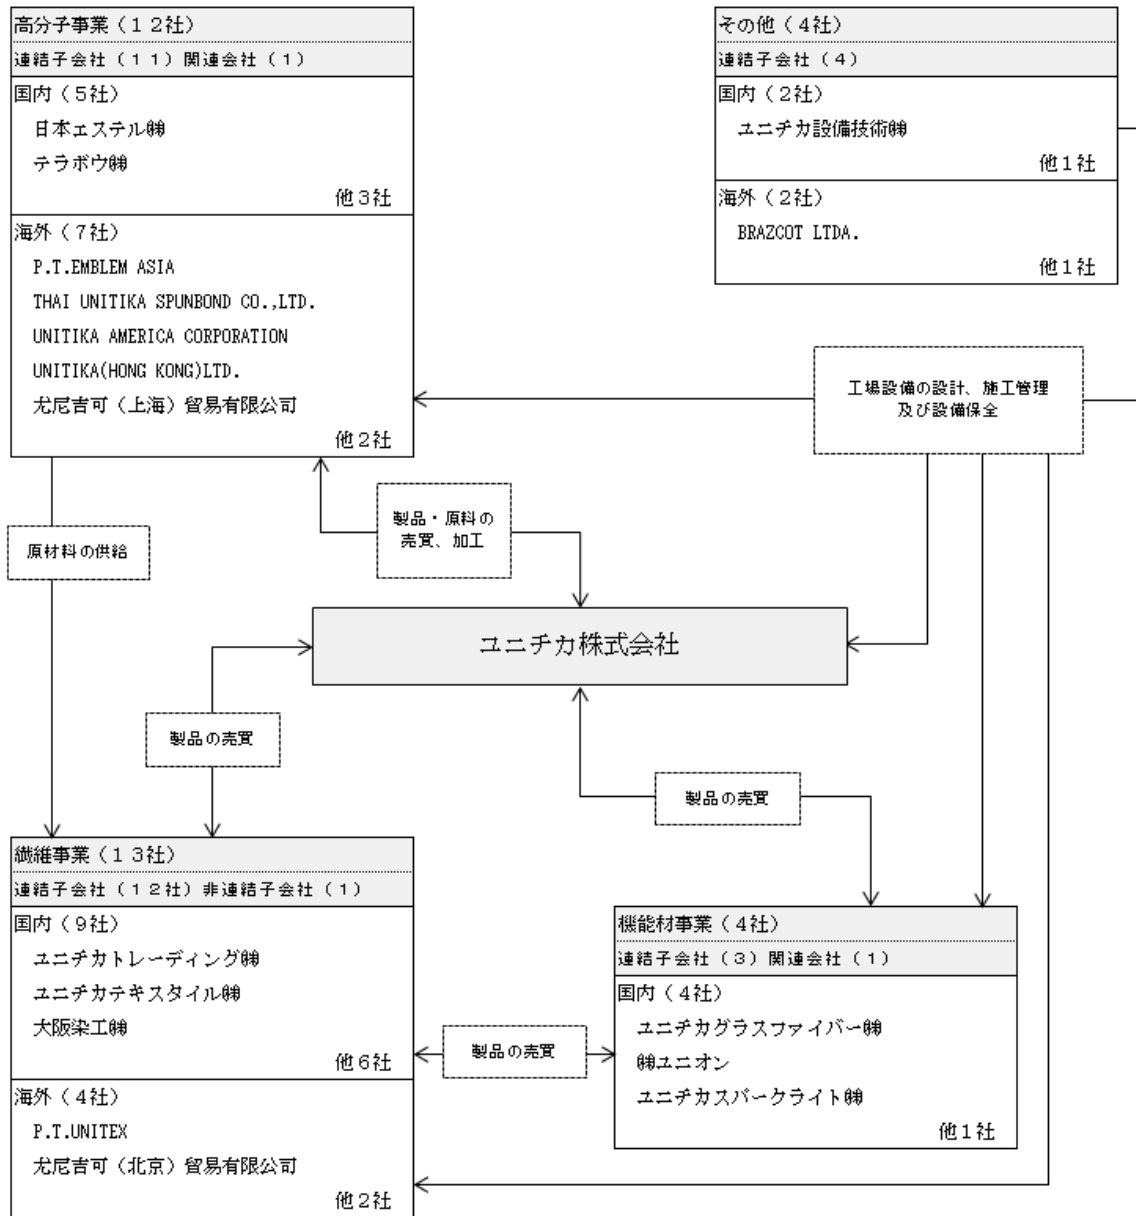 高分子事業（１２社）
連結子会社（１１）関連会社（１）
国内（５社）
日本エステル㈱
テラボウ㈱
他３社
海外（７社）
P.T.EMBLEM ASIA
THAI UNITIKA SPUNBOND CO.,LTD.
UNITIKA AMERICA CORPORATION
UNITIKA(HONG KONG)LTD.
尤尼吉可（上海）貿易有限公司
他２社
その他（４社）
連結子会社（４）
国内（２社）
ユニチカ設備技術㈱
他１社
海外（２社）
BRAZCOT LTDA.
他１社
工場設備の設計、施工管理
及び設備保全
製品・原料の
売買、加工
原材料の供給
ユニチカ株式会社
製品の売買
製品の売買
繊維事業（１３社）
連結子会社（１２社）非連結子会社（１）
国内（９社）
ユニチカトレーディング㈱
ユニチカテキスタイル㈱
大阪染工㈱
他６社
海外（４社）
P.T.UNITEX
尤尼吉可（北京）貿易有限公司
他２社
製品の売買
機能材事業（４社）
連結子会社（３）関連会社（１）
国内（４社）
ユニチカグラスファイバー㈱
㈱ユニオン
ユニチカスパークライト㈱
他１社